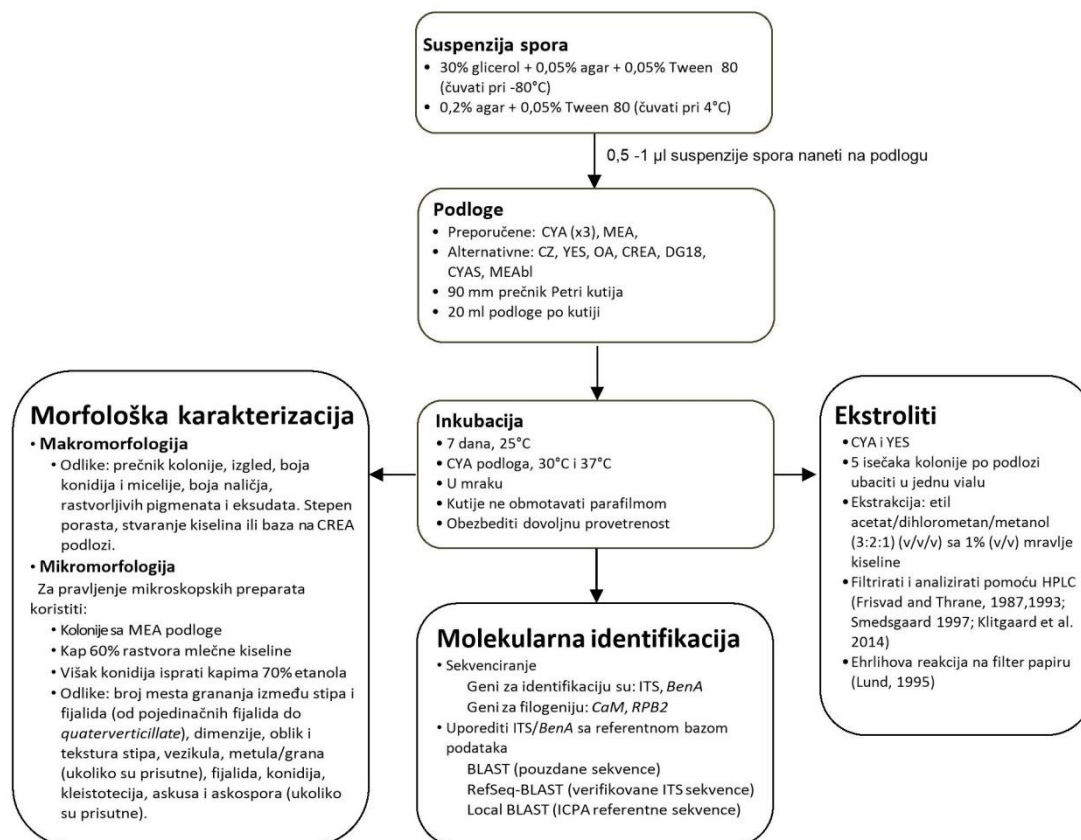 Suspenzija spora
• 30% glicerol + 0,05% agar + 0,05% Tween 80
(čuvati pri -80°C)
• 0,2% agar + 0,05% Tween 80 (čuvati pri 4°C)
0,5 -1 µl suspenzije spora naneti na podlogu
Podloge
• Preporučene: CYA (x3), MEA,
• Alternativne: CZ, YES, OA, CREA, DG18,
CYAS, MEAbl
• 90 mm prečnik Petri kutija
• 20 ml podloge po kutiji
Morfološka karakterizacija
• Makromorfologija
• Odlike: prečnik kolonije, izgled, boja
konidija i micelije, boja naličja,
rastvorljivih pigmenata i eksudata. Stepen
porasta, stvaranje kiselina ili baza na CREA
podlozi.
• Mikromorfologija
Za pravljenje mikroskopskih preparata
koristiti:
• Kolonije sa MEA podloge
• Kap 60% rastvora mlečne kiseline
• Višak konidija isprati kapima 70% etanola
• Odlike: broj mesta grananja između stipa i
fijalida (od pojedinačnih fijalida do
quaterverticillate), dimenzije, oblik i
tekstura stipa, vezikula, metula/grana
(ukoliko su prisutne), fijalida, konidija,
kleistotecija, askusa i askospora (ukoliko
su prisutne).
Inkubacija
• 7 dana, 25°C
• CYA podloga, 30°C i 37°C
• U mraku
• Kutije ne obmotavati parafilmom
• Obezbediti dovoljnu provetrenost
Molekularna identifikacija
• Sekvenciranje
Geni za identifikaciju su: ITS, BenA
Geni za filogeniju: CaM, RPB2
• Uporediti ITS/BenA sa referentnom bazom
podataka
BLAST (pouzdane sekvence)
RefSeq-BLAST (verifikovane ITS sekvence)
Local BLAST (ICPA referentne sekvence)
Ekstroliti
• CYA i YES
• 5 isečaka kolonije po podlozi
ubaciti u jednu vialu
• Ekstrakcija: etil
acetat/dihlorometan/metanol
(3:2:1) (v/v/v) sa 1% (v/v) mravlje
kiseline
• Filtrirati i analizirati pomoću HPLC
(Frisvad and Thrane, 1987,1993;
Smedsgaard 1997; Klitgaard et al.
2014)
• Ehrlihova reakcija na filter papiru
(Lund, 1995)